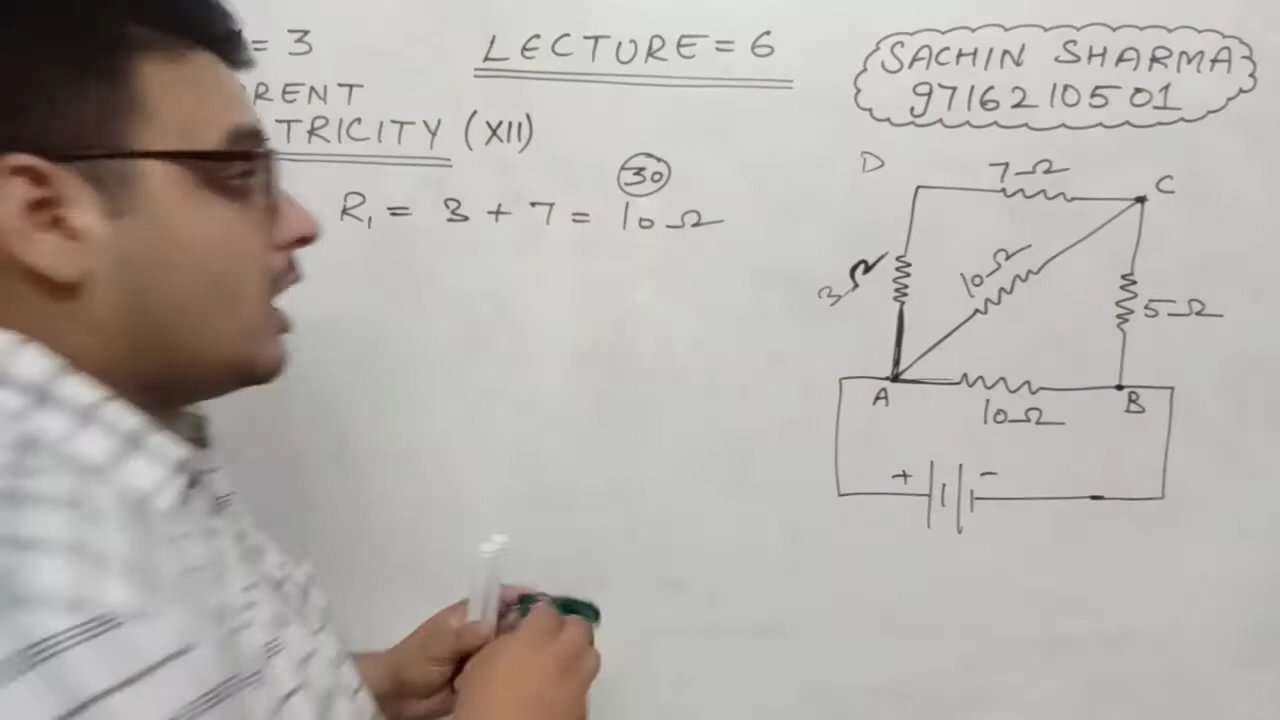 = 3
LECTURE = 6
SACHIN SHARMA
9716210501
RENT
TRICITY (XII)
30
R₁ = 3 + 7 = 10 Ω
D
7 Ω
C
3 Ω
10 Ω
5 Ω
A
10 Ω
B
+
-